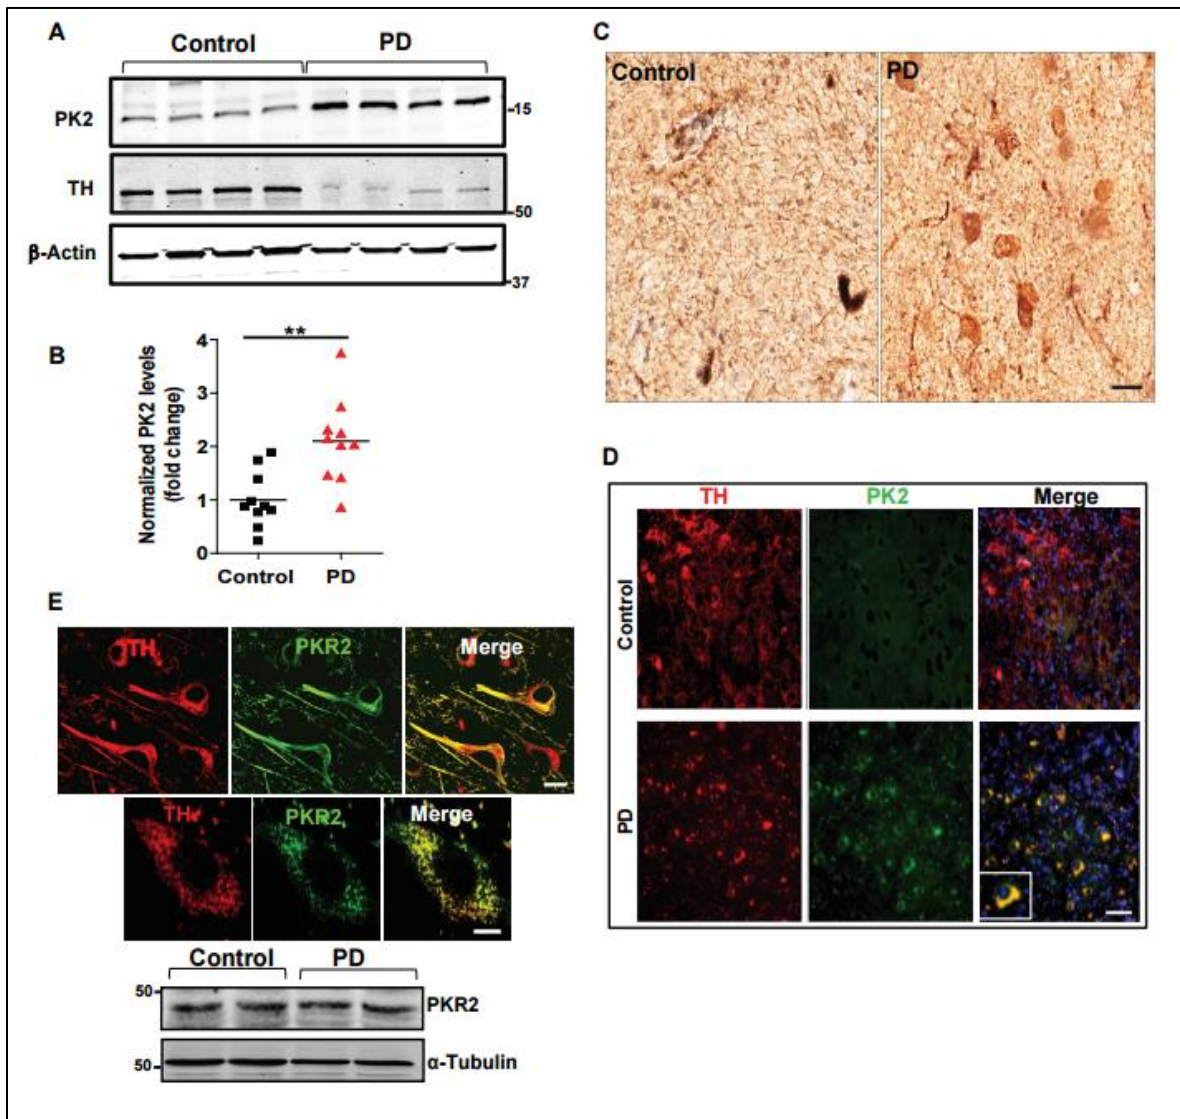 A
Control PD
PK2
-15
TH
-50
β-Actin
-37
B
Normalized PK2 levels
(fold change)
4
3
2
1
0
**
Control PD
C
Control PD
D
TH PK2 Merge
Control
PD
E
TH PKR2 Merge
TH PKR2 Merge
Control PD
50-
PKR2
50-
α-Tubulin